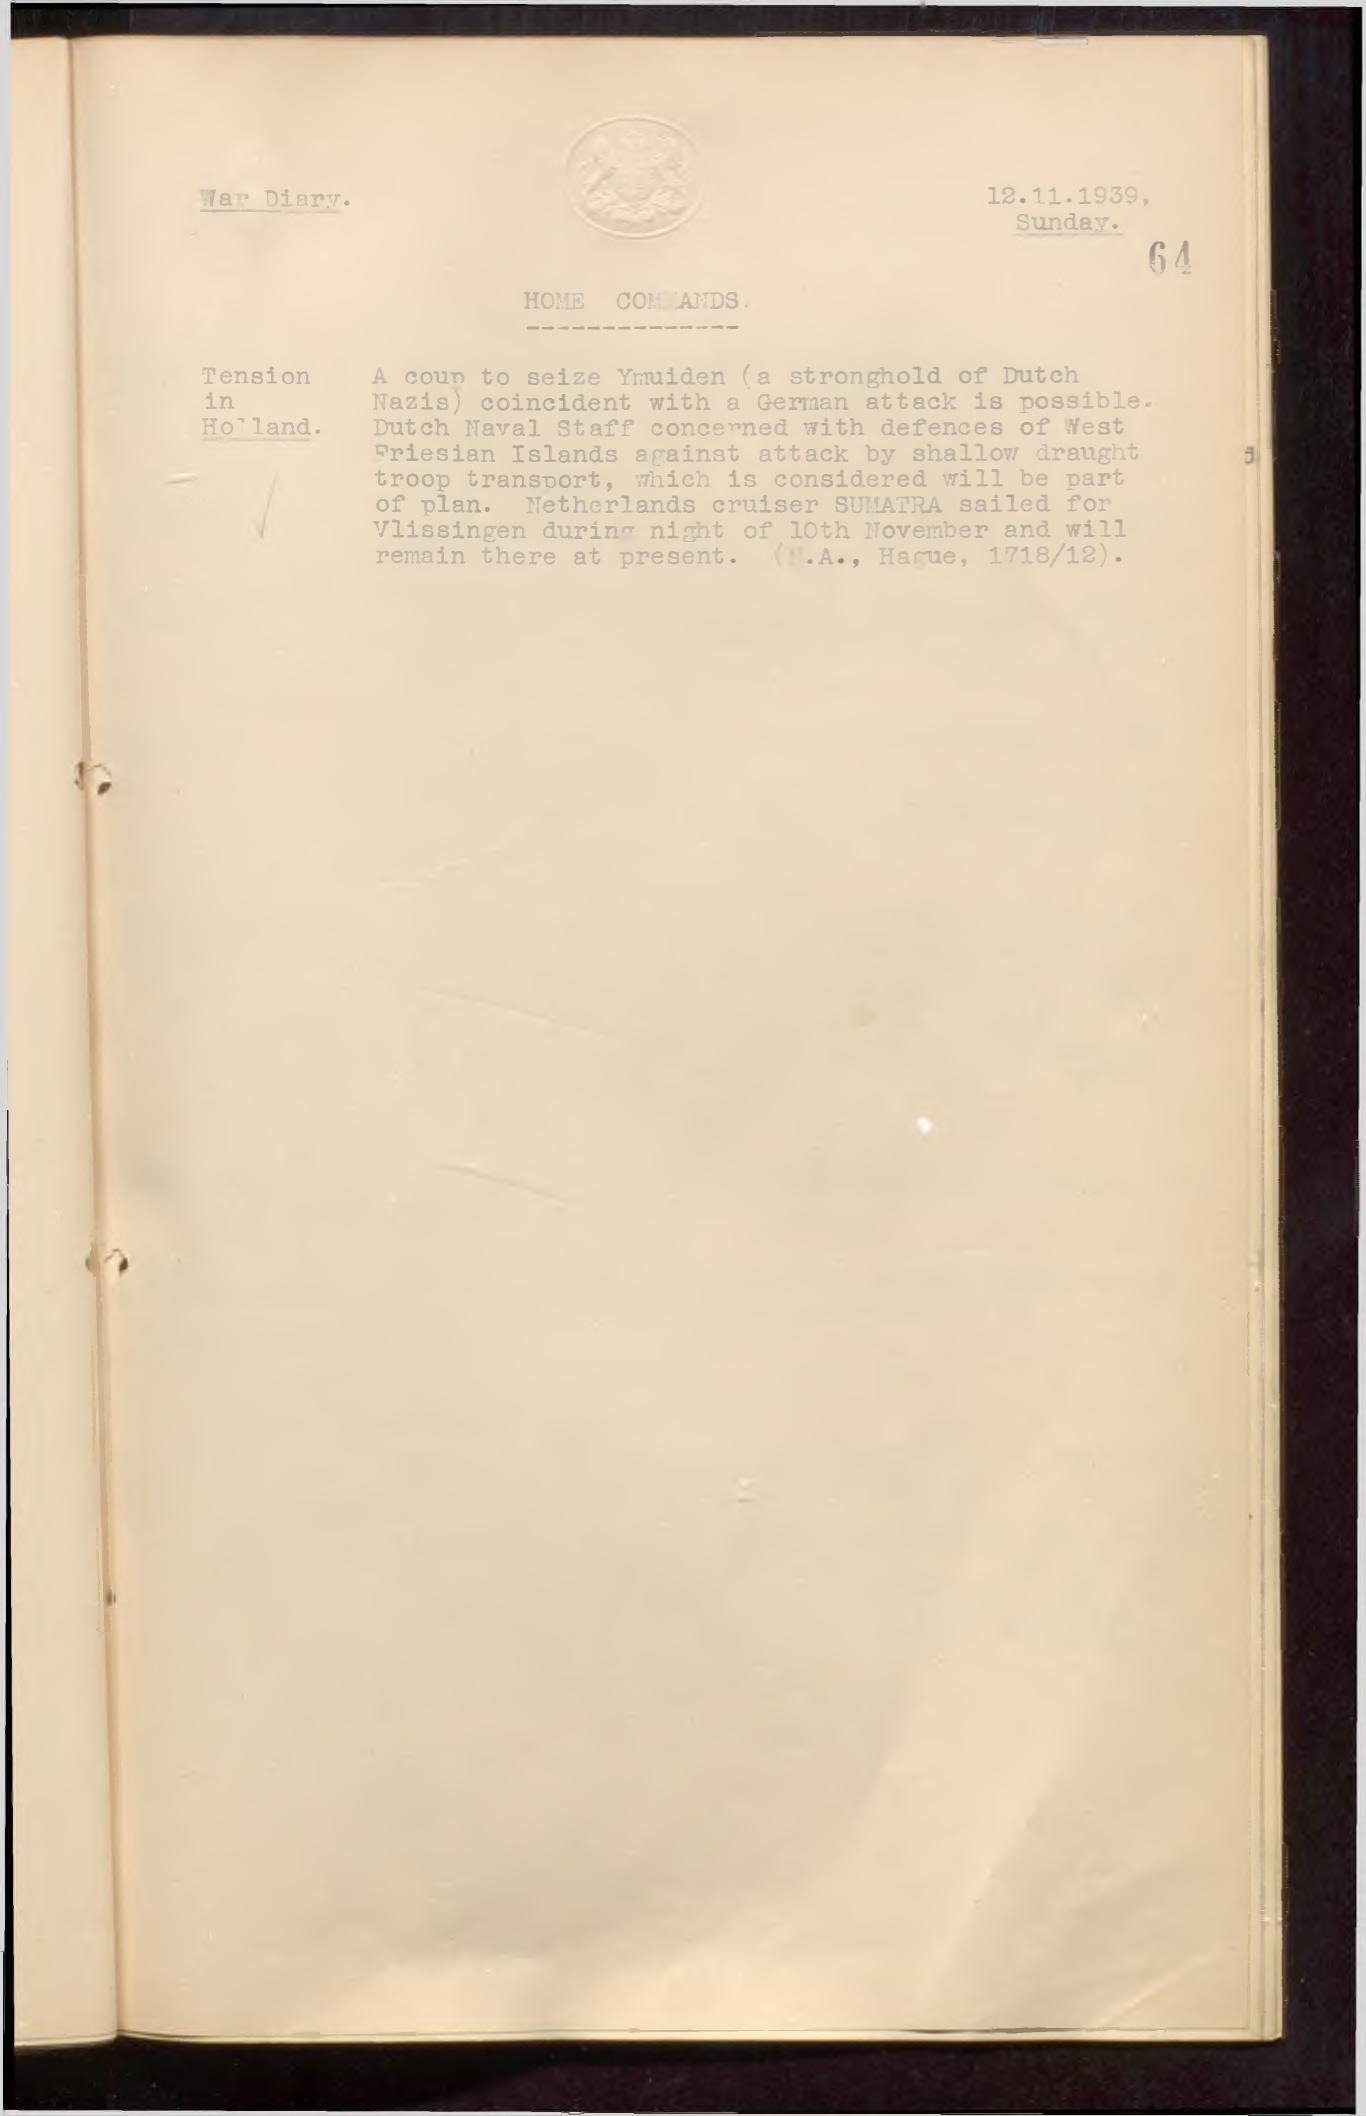 War Diary.
12.11.1939,
Sunday.
64
HOME COMMANDS.
Tension
in
Holland.
A coup to seize Ymuiden (a stronghold of Dutch
Nazis) coincident with a German attack is possible.
Dutch Naval Staff concerned with defences of West
Friesian Islands against attack by shallow draught
troop transport, which is considered will be part
of plan. Netherlands cruiser SUMATRA sailed for
Vlissingen during night of 10th November and will
remain there at present. (N.A., Hague, 1718/12).